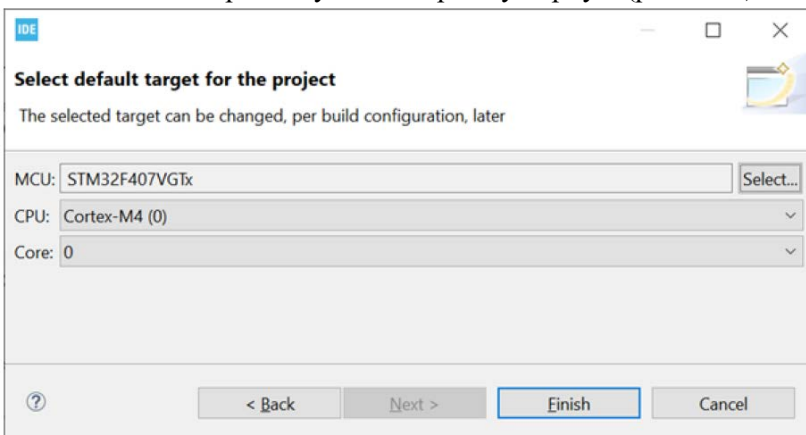 IDE
Select default target for the project
The selected target can be changed, per build configuration, later
MCU: STM32F407VGTx Select...
CPU: Cortex-M4 (0)
Core: 0
< Back Next > Finish Cancel